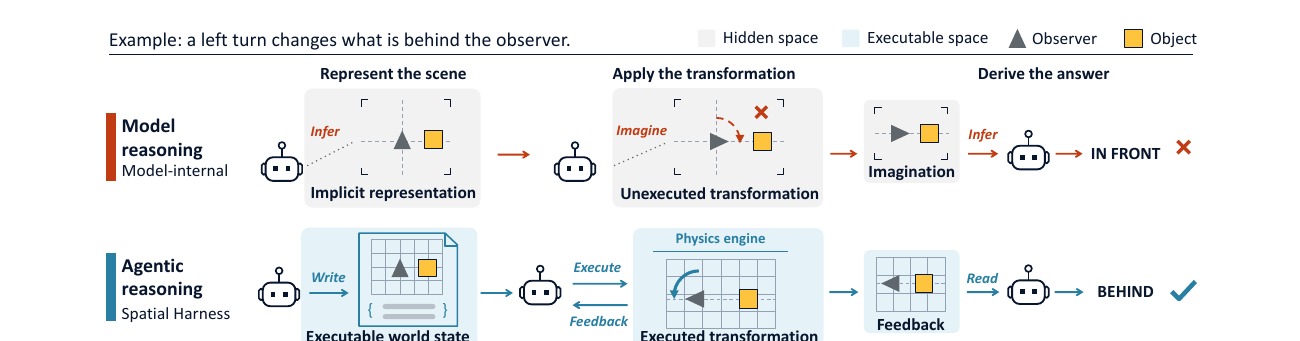 Example: a left turn changes what is behind the observer.
Hidden space
Executable space
Observer
Object
Represent the scene
Apply the transformation
Derive the answer
Model
reasoning
Model-internal
Infer
Implicit representation
Imagine
Unexecuted transformation
Imagination
Infer
IN FRONT
Agentic
reasoning
Spatial Harness
Write
{ }
Executable world state
Execute
Feedback
Physics engine
Executed transformation
Feedback
Read
BEHIND